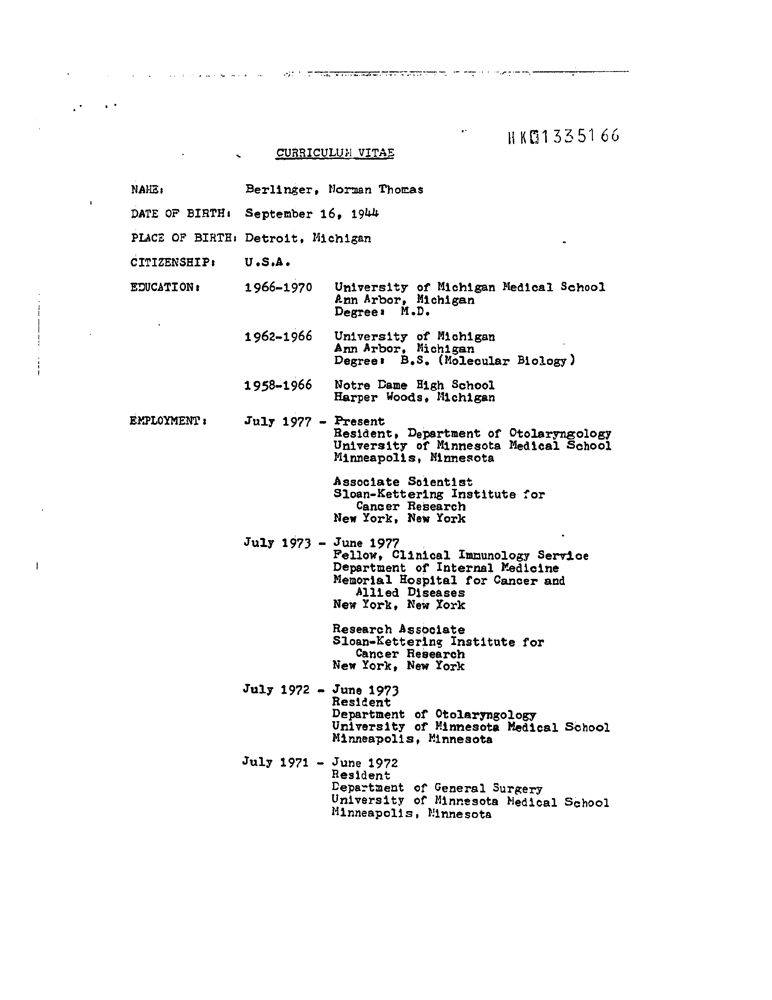 HK01335166
CURRICULUM VITAE
NAME: Berlinger, Norman Thomas
DATE OF BIRTH: September 16, 1944
PLACE OF BIRTH: Detroit, Michigan
CITIZENSHIP: U.S.A.
EDUCATION: 1966-1970 University of Michigan Medical School
Ann Arbor, Michigan
Degree: M.D.
1962-1966 University of Michigan
Ann Arbor, Michigan
Degree: B.S. (Molecular Biology)
1958-1966 Notre Dame High School
Harper Woods, Michigan
EMPLOYMENT: July 1977 - Present
Resident, Department of Otolaryngology
University of Minnesota Medical School
Minneapolis, Minnesota
Associate Scientist
Sloan-Kettering Institute for
Cancer Research
New York, New York
July 1973 - June 1977
Fellow, Clinical Immunology Service
Department of Internal Medicine
Memorial Hospital for Cancer and
Allied Diseases
New York, New York
Research Associate
Sloan-Kettering Institute for
Cancer Research
New York, New York
July 1972 - June 1973
Resident
Department of Otolaryngology
University of Minnesota Medical School
Minneapolis, Minnesota
July 1971 - June 1972
Resident
Department of General Surgery
University of Minnesota Medical School
Minneapolis, Minnesota